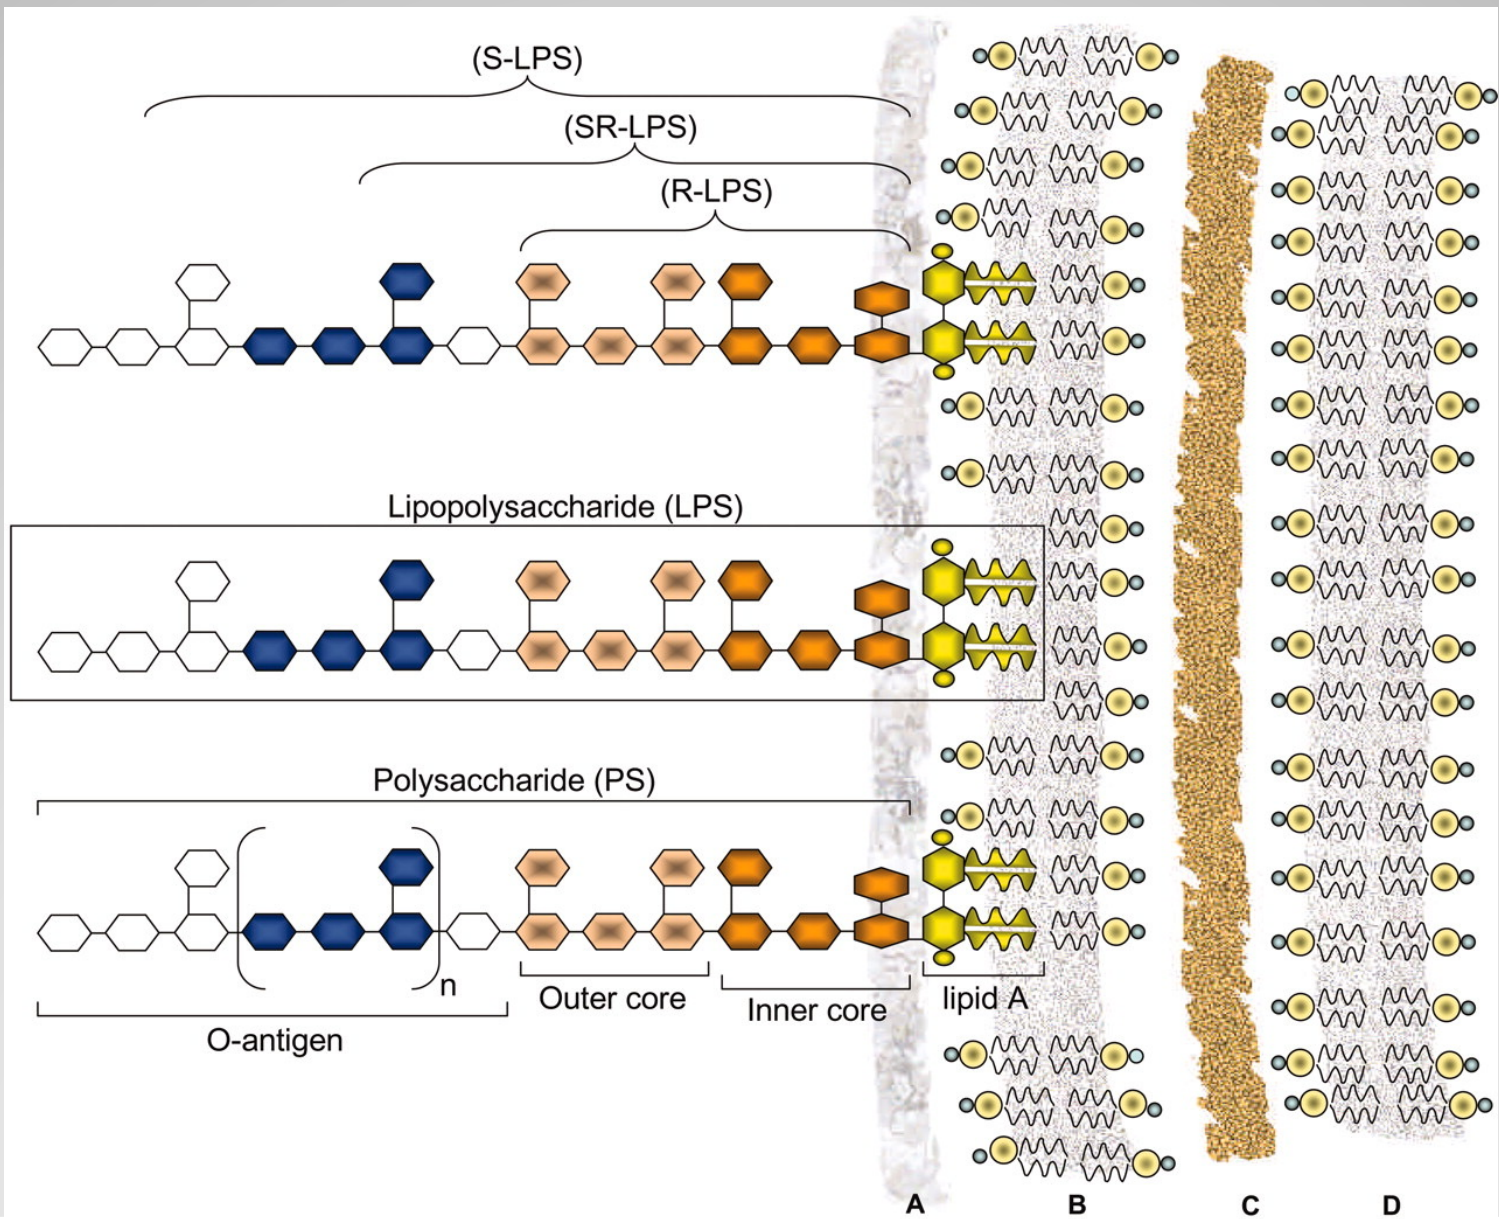 (S-LPS)
(SR-LPS)
(R-LPS)
Lipopolysaccharide (LPS)
Polysaccharide (PS)
n
Outer core
Inner core
lipid A
O-antigen
A
B
C
D